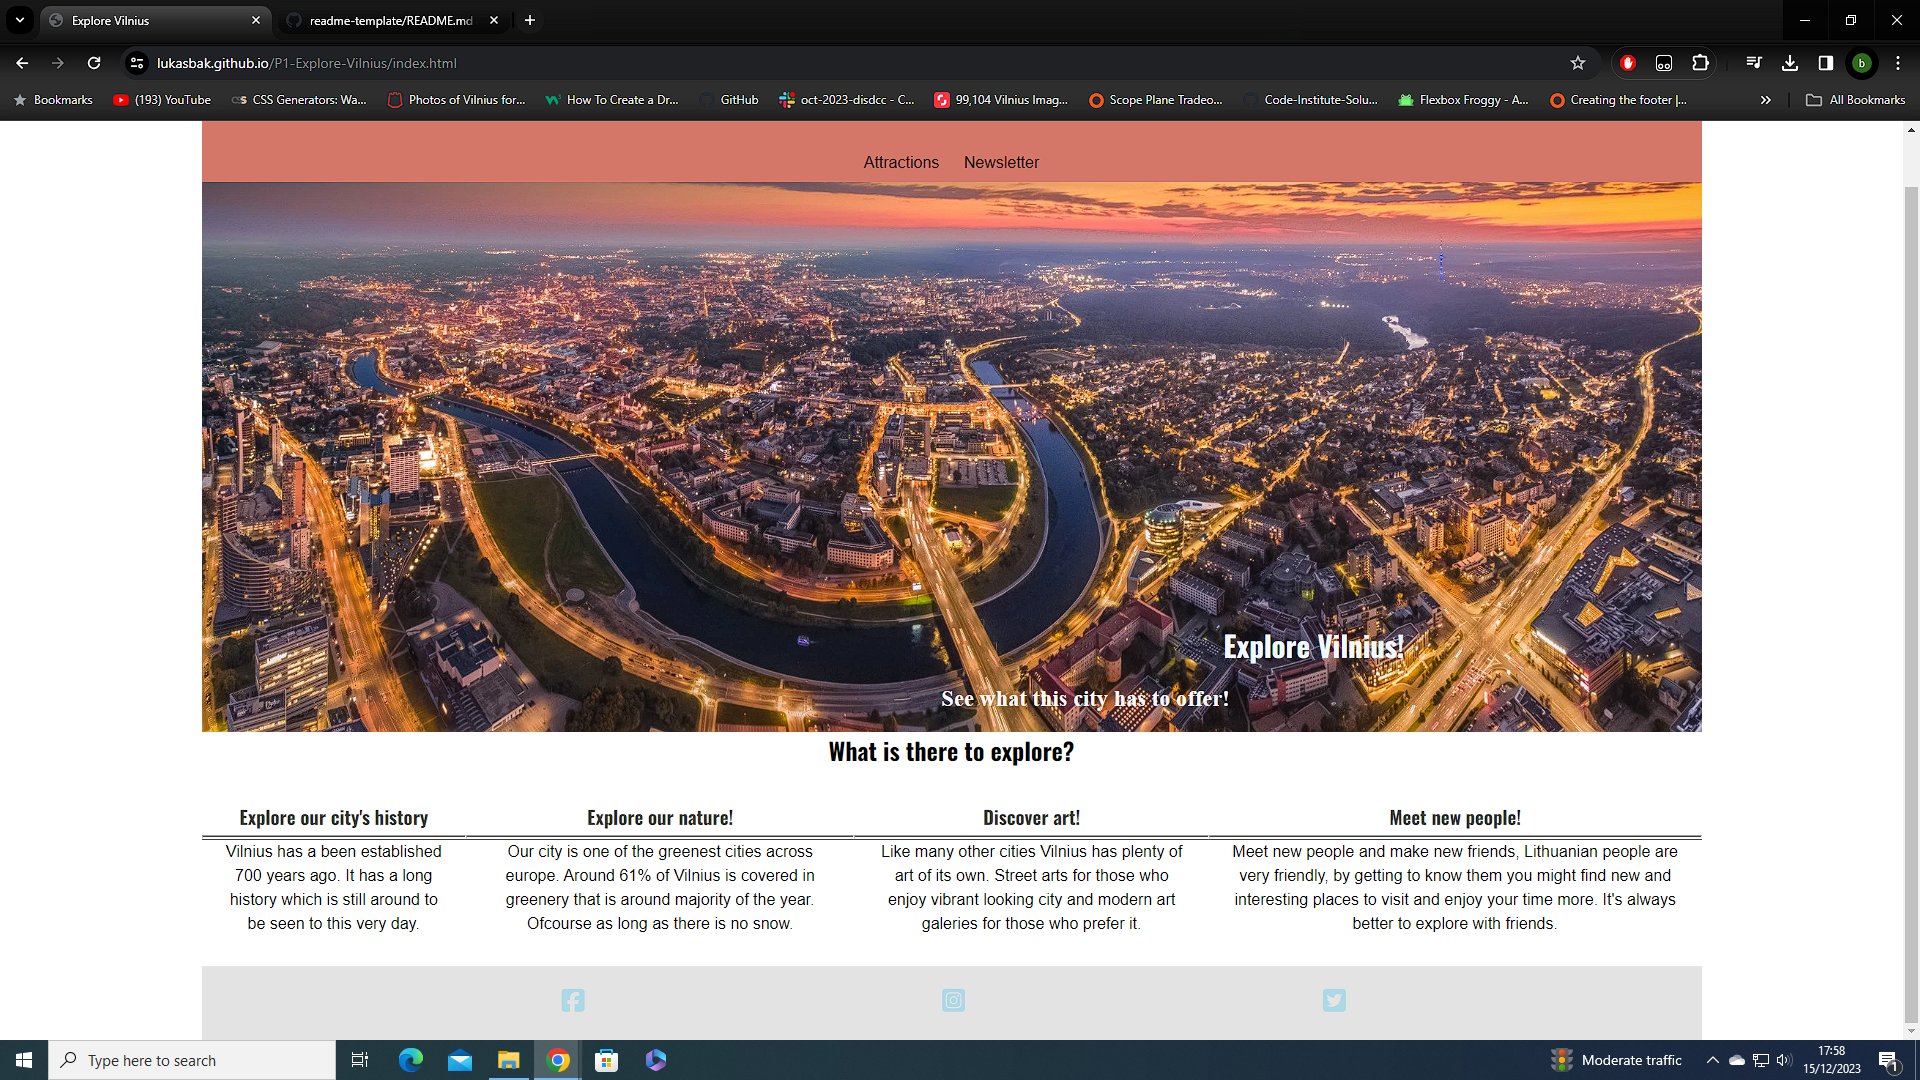 Explore Vilnius
readme-template/README.md
lukasbak.github.io/P1-Explore-Vilnius/index.html
b
Bookmarks
(193) YouTube
CSS Generators: Wa...
Photos of Vilnius for...
How To Create a Dr...
GitHub
oct-2023-disdcc - C...
99,104 Vilnius Imag...
Scope Plane Tradeo...
Code-Institute-Solu...
Flexbox Froggy - A...
Creating the footer |...
All Bookmarks
Attractions Newsletter
Explore Vilnius!
See what this city has to offer!
What is there to explore?
Explore our city's history
Vilnius has a been established
700 years ago. It has a long
history which is still around to
be seen to this very day.
Explore our nature!
Our city is one of the greenest cities across
europe. Around 61% of Vilnius is covered in
greenery that is around majority of the year.
Ofcourse as long as there is no snow.
Discover art!
Like many other cities Vilnius has plenty of
art of its own. Street arts for those who
enjoy vibrant looking city and modern art
galeries for those who prefer it.
Meet new people!
Meet new people and make new friends, Lithuanian people are
very friendly, by getting to know them you might find new and
interesting places to visit and enjoy your time more. It's always
better to explore with friends.
Type here to search
Moderate traffic
17:58
15/12/2023
1